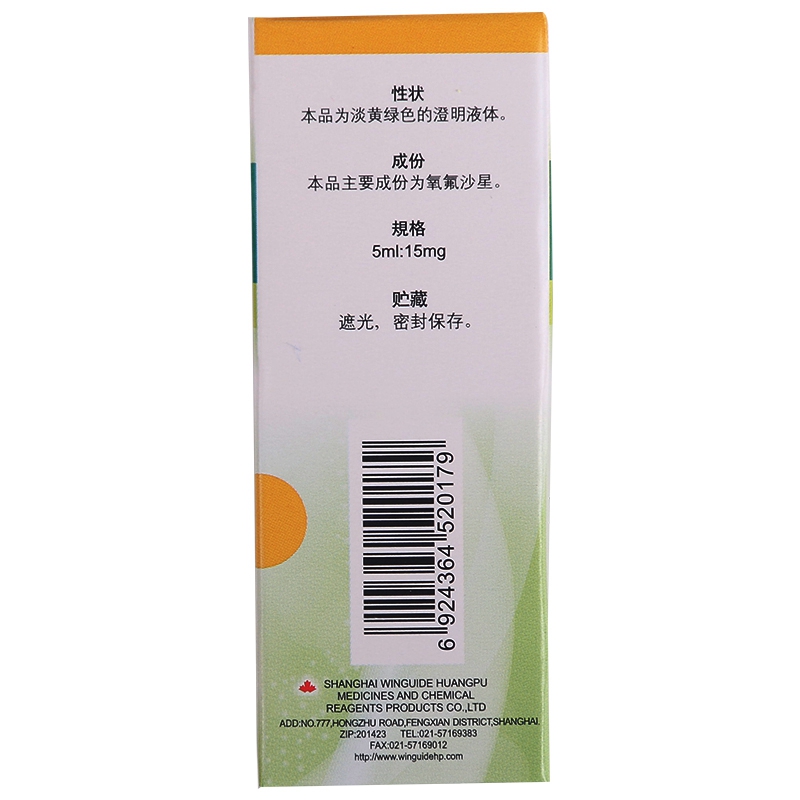 性状
本品为淡黄绿色的澄明液体。
成份
本品主要成份为氧氟沙星。
規格
5ml:15mg
贮藏
遮光，密封保存。
6 924364 520179
SHANGHAI WINGUIDE HUANGPU
MEDICINES AND CHEMICAL
REAGENTS PRODUCTS CO.,LTD
ADD:NO.777,HONGZHU ROAD,FENGXIAN DISTRICT,SHANGHAI.
ZIP:201423 TEL:021-57169383
FAX:021-57169012
http://www.winguidehp.com